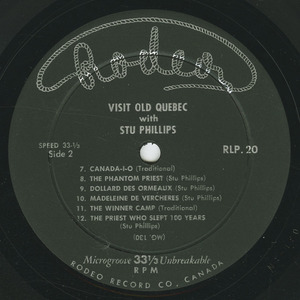 Rodeo
VISIT OLD QUEBEC
with
STU PHILLIPS
SPEED 33-⅓
Side 2
RLP. 20
7. CANADA-I-O (Traditional)
8. THE PHANTOM PRIEST (Stu Phillips)
9. DOLLARD DES ORMEAUX (Stu Phillips)
10. MADELEINE DE VERCHERES (Stu Phillips)
11. THE WINNER CAMP (Traditional)
12. THE PRIEST WHO SLEPT 100 YEARS
(Stu Phillips)
Microgroove 33⅓ Unbreakable
RPM
RODEO RECORD CO., CANADA